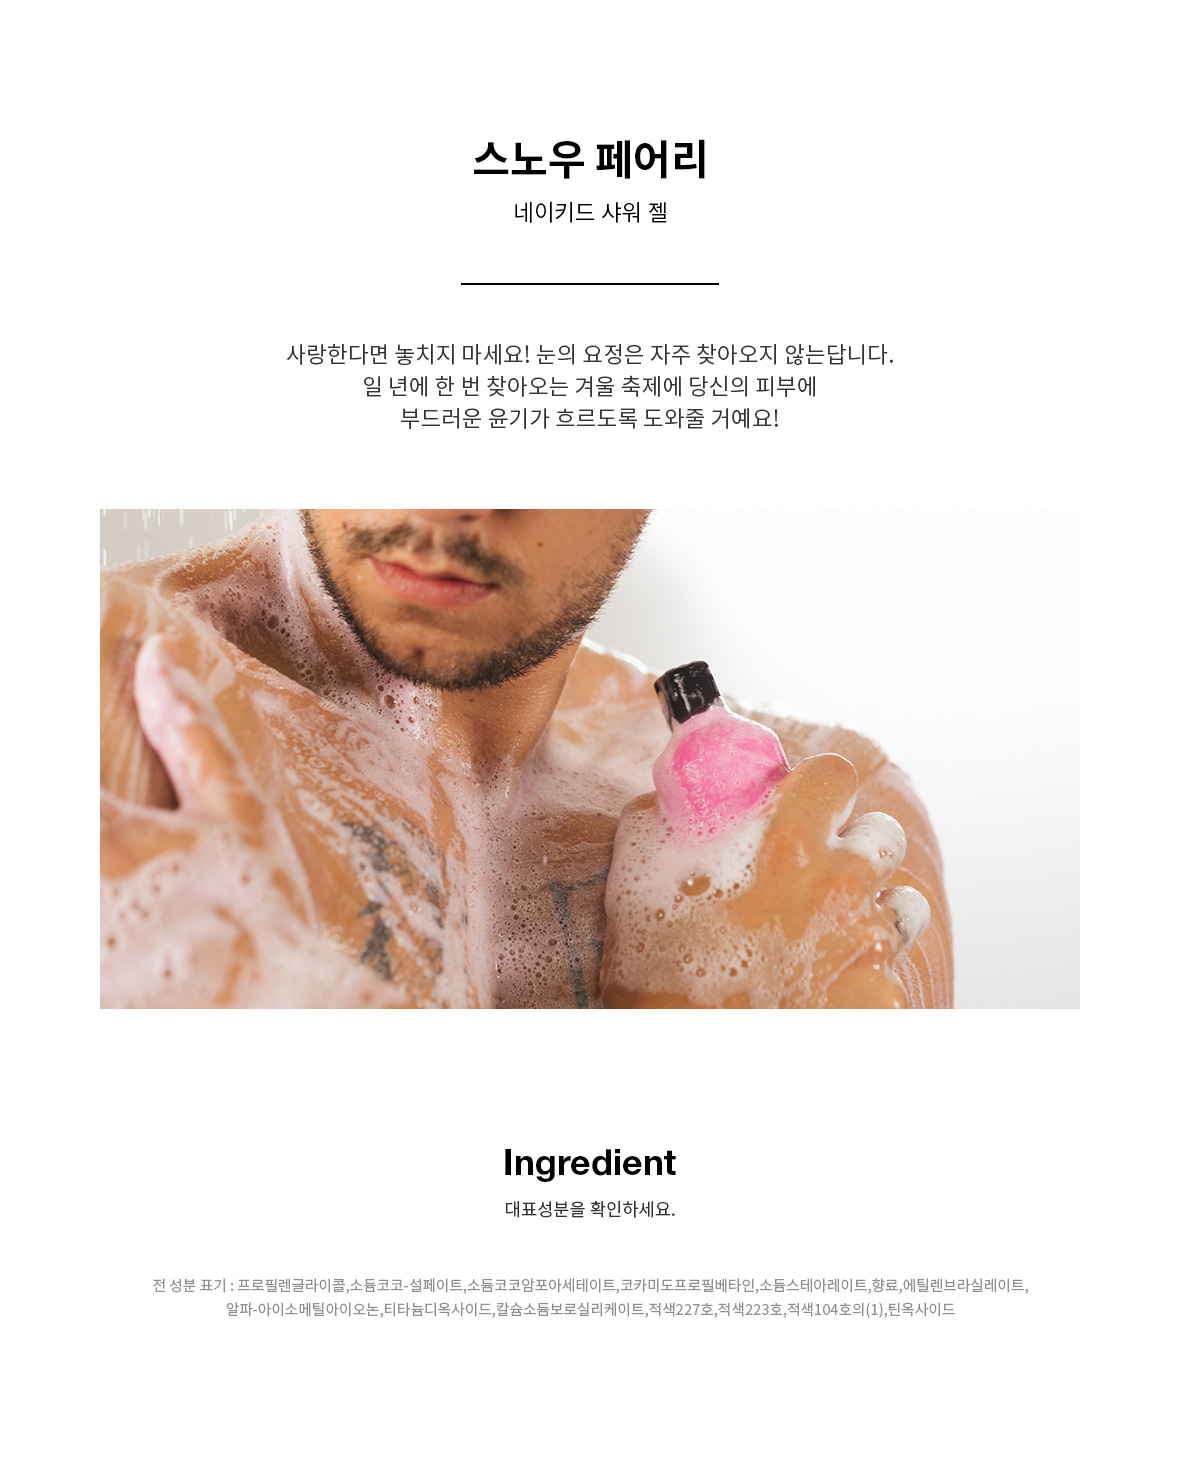 스노우 페어리
네이키드 샤워 젤
사랑한다면 놓치지 마세요! 눈의 요정은 자주 찾아오지 않는답니다.
일 년에 한 번 찾아오는 겨울 축제에 당신의 피부에
부드러운 윤기가 흐르도록 도와줄 거예요!
Ingredient
대표성분을 확인하세요.
전 성분 표기 : 프로필렌글라이콜,소듐코코-설페이트,소듐코코암포아세테이트,코카미도프로필베타인,소듐스테아레이트,향료,에틸렌브라실레이트,
알파-아이소메틸아이오논,티타늄디옥사이드,칼슘소듐보로실리케이트,적색227호,적색223호,적색104호의(1),틴옥사이드